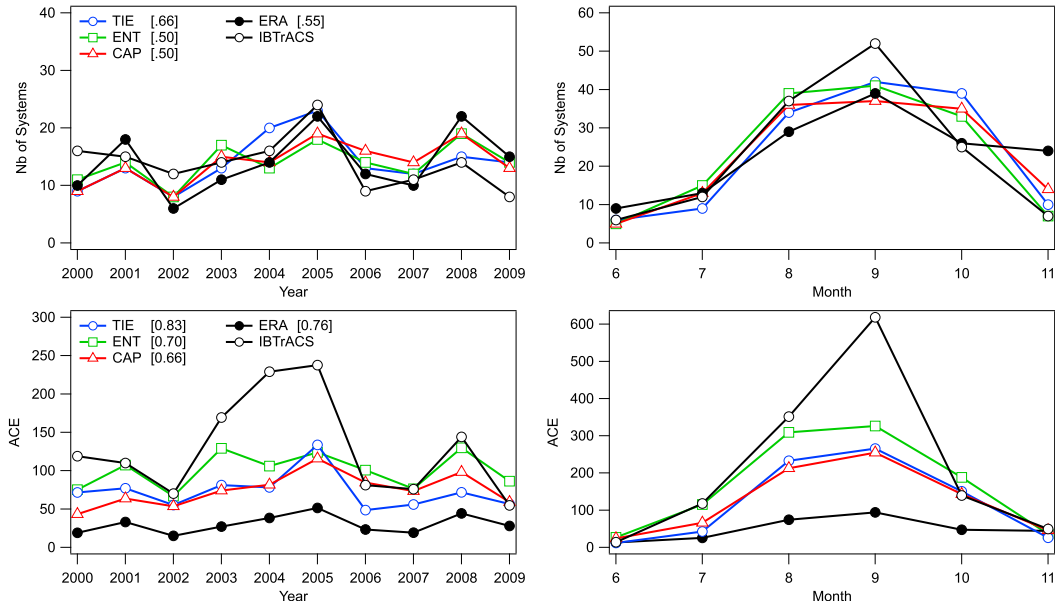 40
30
20
10
0
Nb of Systems
TIE [.66]
ENT [.50]
CAP [.50]
ERA [.55]
IBTrACS
2000 2001 2002 2003 2004 2005 2006 2007 2008 2009
Year
60
50
40
30
20
10
0
Nb of Systems
6 7 8 9 10 11
Month
300
250
200
150
100
50
0
ACE
TIE [0.83]
ENT [0.70]
CAP [0.66]
ERA [0.76]
IBTrACS
2000 2001 2002 2003 2004 2005 2006 2007 2008 2009
Year
600
500
400
300
200
100
0
ACE
6 7 8 9 10 11
Month